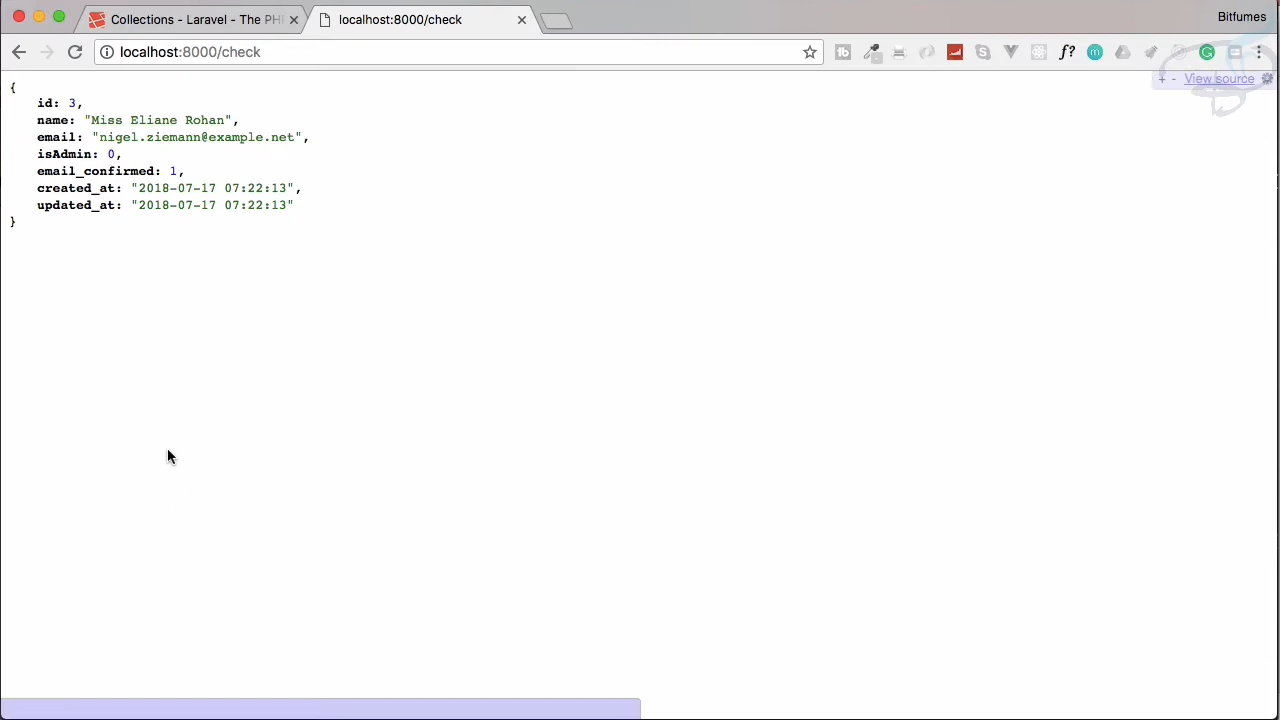 Collections - Laravel - The PH
localhost:8000/check
Bitfumes
localhost:8000/check
{
id: 3,
name: "Miss Eliane Rohan",
email: "nigel.ziemann@example.net",
isAdmin: 0,
email_confirmed: 1,
created_at: "2018-07-17 07:22:13",
updated_at: "2018-07-17 07:22:13"
}
+ - View source